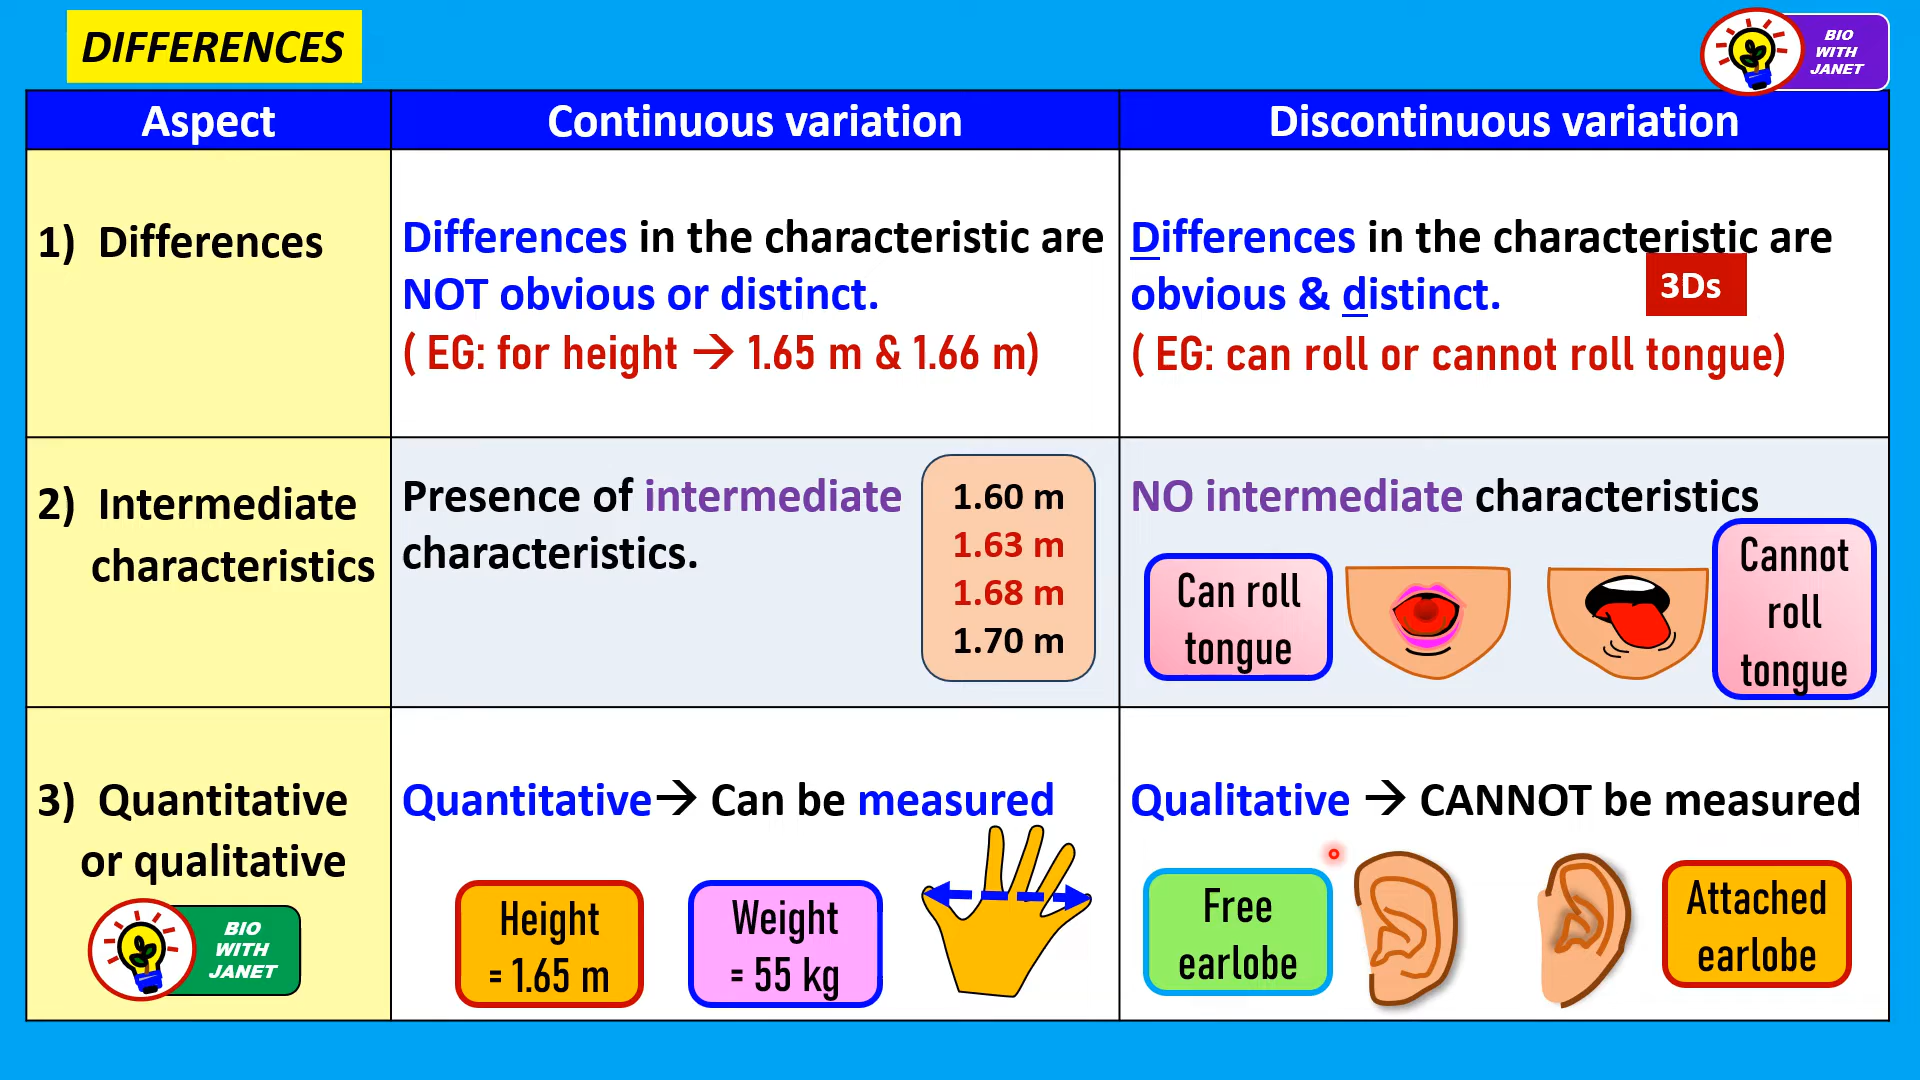 DIFFERENCES
BIO
WITH
JANET
Aspect
Continuous variation
Discontinuous variation
1) Differences
Differences in the characteristic are
NOT obvious or distinct.
( EG: for height → 1.65 m & 1.66 m)
Differences in the characteristic are
obvious & distinct.
3Ds
( EG: can roll or cannot roll tongue)
2) Intermediate
characteristics
Presence of intermediate
characteristics.
1.60 m
1.63 m
1.68 m
1.70 m
NO intermediate characteristics
Can roll
tongue
Cannot
roll
tongue
3) Quantitative
or qualitative
BIO
WITH
JANET
Quantitative→ Can be measured
Height
= 1.65 m
Weight
= 55 kg
Qualitative → CANNOT be measured
Free
earlobe
Attached
earlobe